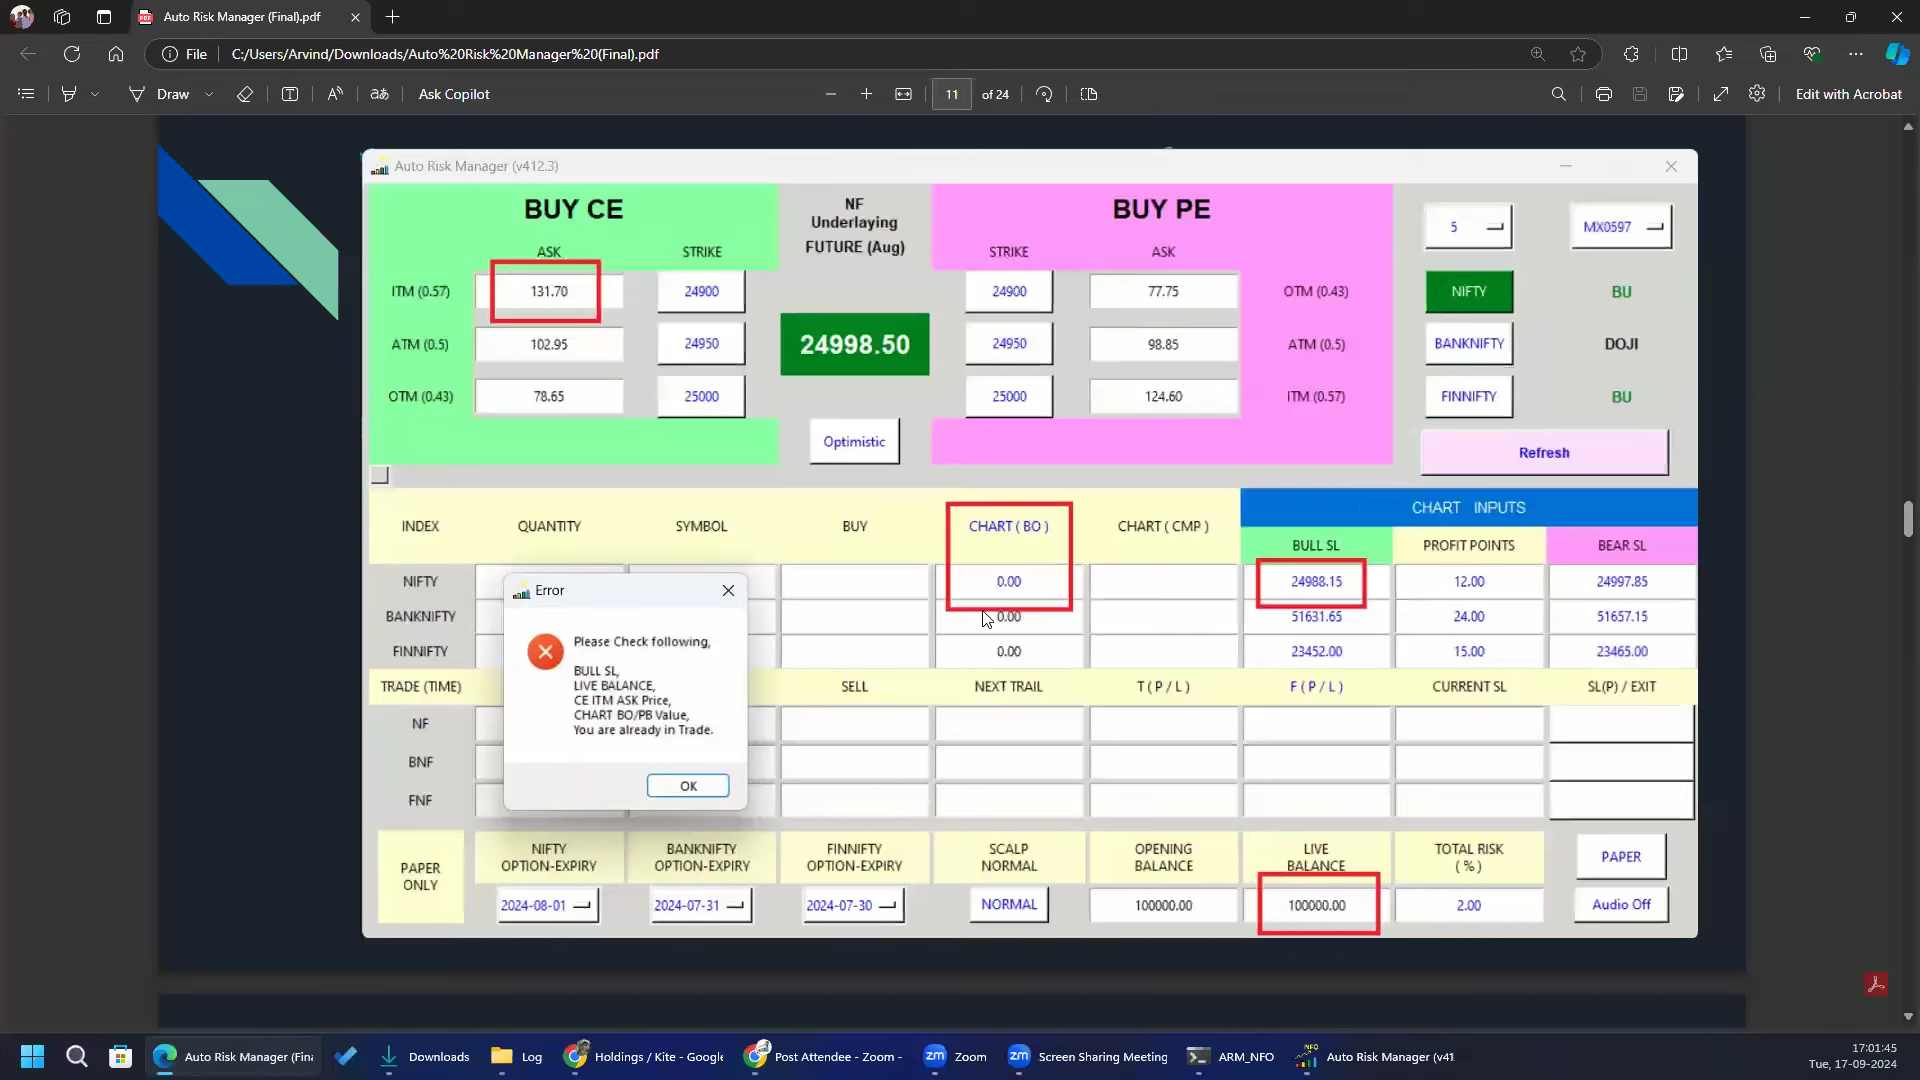 Auto Risk Manager (Final).pdf
File C:/Users/Arvind/Downloads/Auto%20Risk%20Manager%20(Final).pdf
Draw Ask Copilot 11 of 24 Edit with Acrobat
Auto Risk Manager (v412.3)
BUY CE NF BUY PE
Underlaying
FUTURE (Aug)
5 MX0597
ASK STRIKE STRIKE ASK
ITM (0.57) 131.70 24900 24900 77.75 OTM (0.43) NIFTY BU
ATM (0.5) 102.95 24950 24998.50 24950 98.85 ATM (0.5) BANKNIFTY DOJI
OTM (0.43) 78.65 25000 25000 124.60 ITM (0.57) FINNIFTY BU
Optimistic Refresh
CHART INPUTS
INDEX QUANTITY SYMBOL BUY CHART ( BO ) CHART ( CMP )
BULL SL PROFIT POINTS BEAR SL
NIFTY 0.00 24988.15 12.00 24997.85
BANKNIFTY 0.00 51631.65 24.00 51657.15
FINNIFTY 0.00 23452.00 15.00 23465.00
TRADE (TIME) SELL NEXT TRAIL T ( P / L ) F ( P / L ) CURRENT SL SL(P) / EXIT
NF
BNF
FNF
Error
Please Check following,
BULL SL,
LIVE BALANCE,
CE ITM ASK Price,
CHART BO/PB Value,
You are already in Trade.
OK
PAPER
ONLY
NIFTY
OPTION-EXPIRY
BANKNIFTY
OPTION-EXPIRY
FINNIFTY
OPTION-EXPIRY
SCALP
NORMAL
OPENING
BALANCE
LIVE
BALANCE
TOTAL RISK
( % )
PAPER
2024-08-01 2024-07-31 2024-07-30 NORMAL 100000.00 100000.00 2.00 Audio Off
Auto Risk Manager (Fina Downloads Log Holdings / Kite - Google Post Attendee - Zoom - Zoom Screen Sharing Meeting ARM_NFO Auto Risk Manager (v41
17:01:45
Tue, 17-09-2024